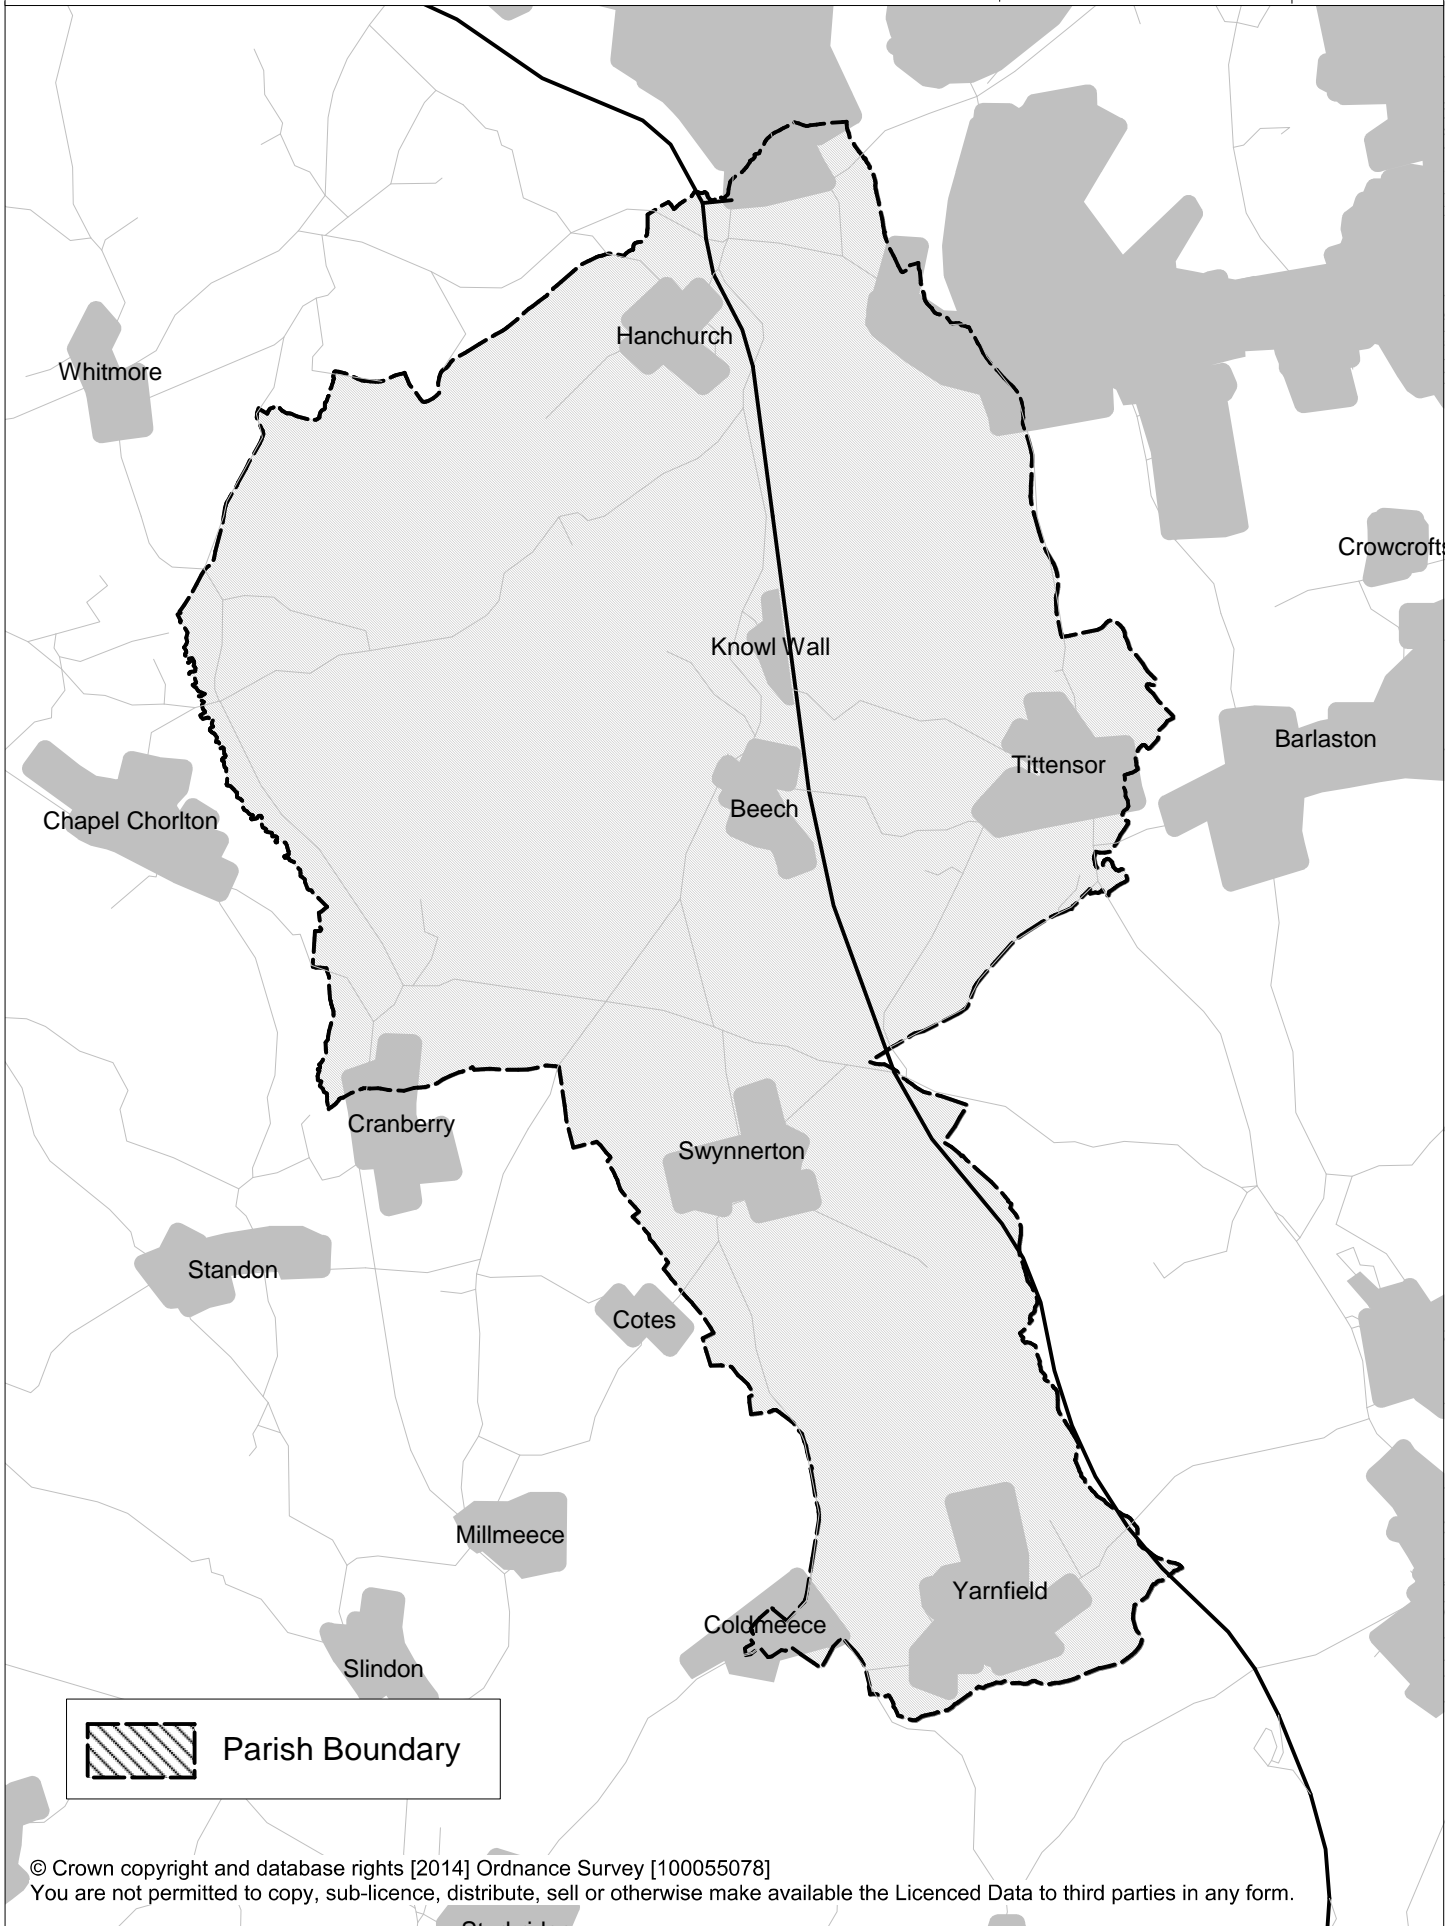 Hanchurch
Whitmore
Crowcrofts
Knowl Wall
Barlaston
Tittensor
Beech
Chapel Chorlton
Cranberry
Swynnerton
Standon
Cotes
Millmeece
Yarnfield
Coldmeece
Slindon
Parish Boundary
© Crown copyright and database rights [2014] Ordnance Survey [100055078]
You are not permitted to copy, sub-licence, distribute, sell or otherwise make available the Licenced Data to third parties in any form.